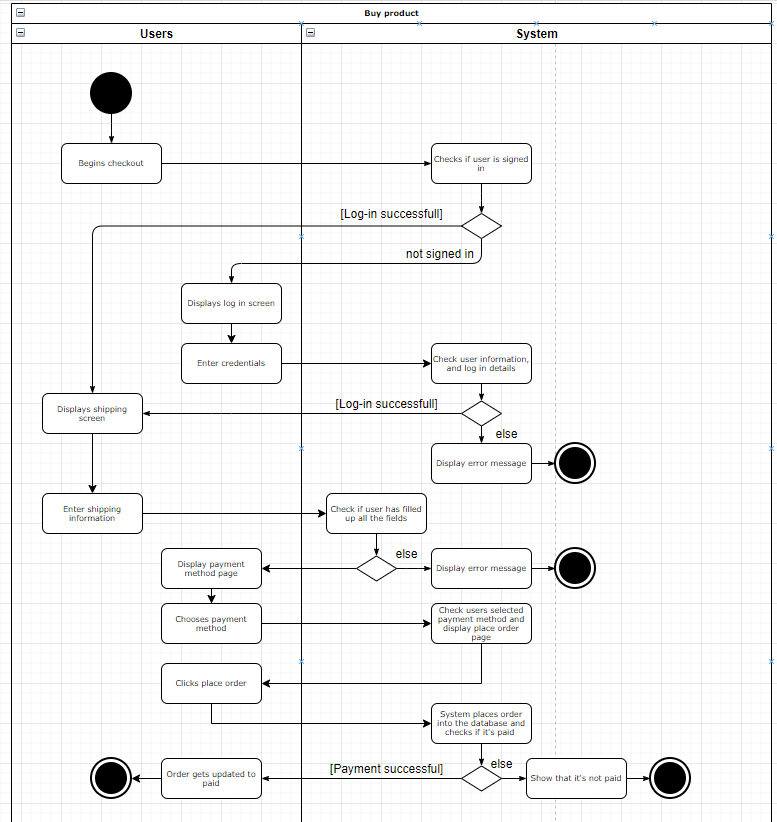 Buy product
Users
System
Begins checkout
Checks if user is signed
in
[Log-in successfull]
not signed in
Displays log in screen
Enter credentials
Check user information,
and log in details
[Log-in successfull]
Displays shipping
screen
else
Display error message
Enter shipping
information
Check if user has filled
up all the fields
else
Display payment
method page
Display error message
Chooses payment
method
Check users selected
payment method and
display place order
page
Clicks place order
System places order
into the database and
checks if it's paid
[Payment successful]
else
Order gets updated to
paid
Show that it's not paid